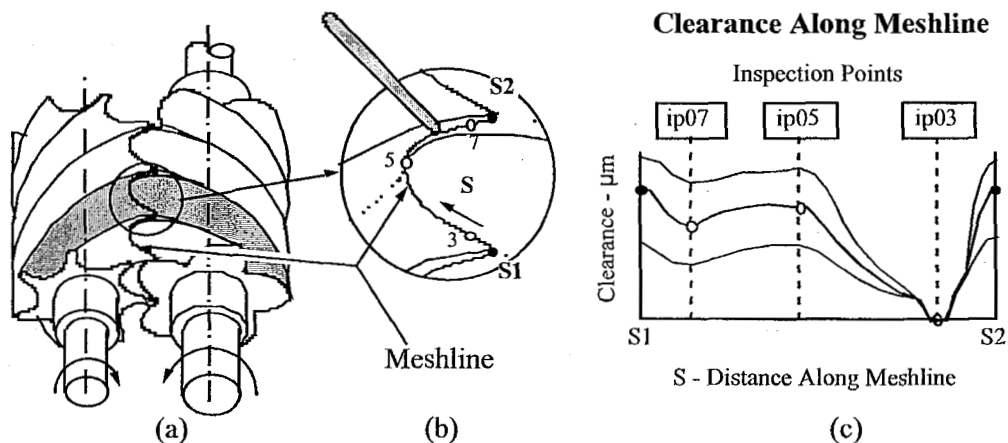 Clearance Along Meshline
Inspection Points
ip07 ip05 ip03
S2
7
5
S
3
S1
Meshline
Clearance - µm
S1 S2
S - Distance Along Meshline
(a) (b) (c)